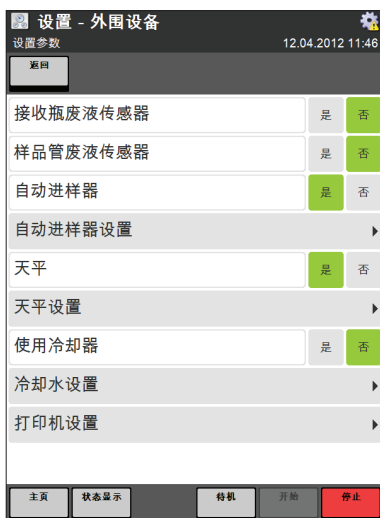 设置 - 外围设备
设置参数 12.04.2012 11:46
返回
接收瓶废液传感器 是 否
样品管废液传感器 是 否
自动进样器 是 否
自动进样器设置
天平 是 否
天平设置
使用冷却器 是 否
冷却水设置
打印机设置
主页 状态显示 待机 开始 停止